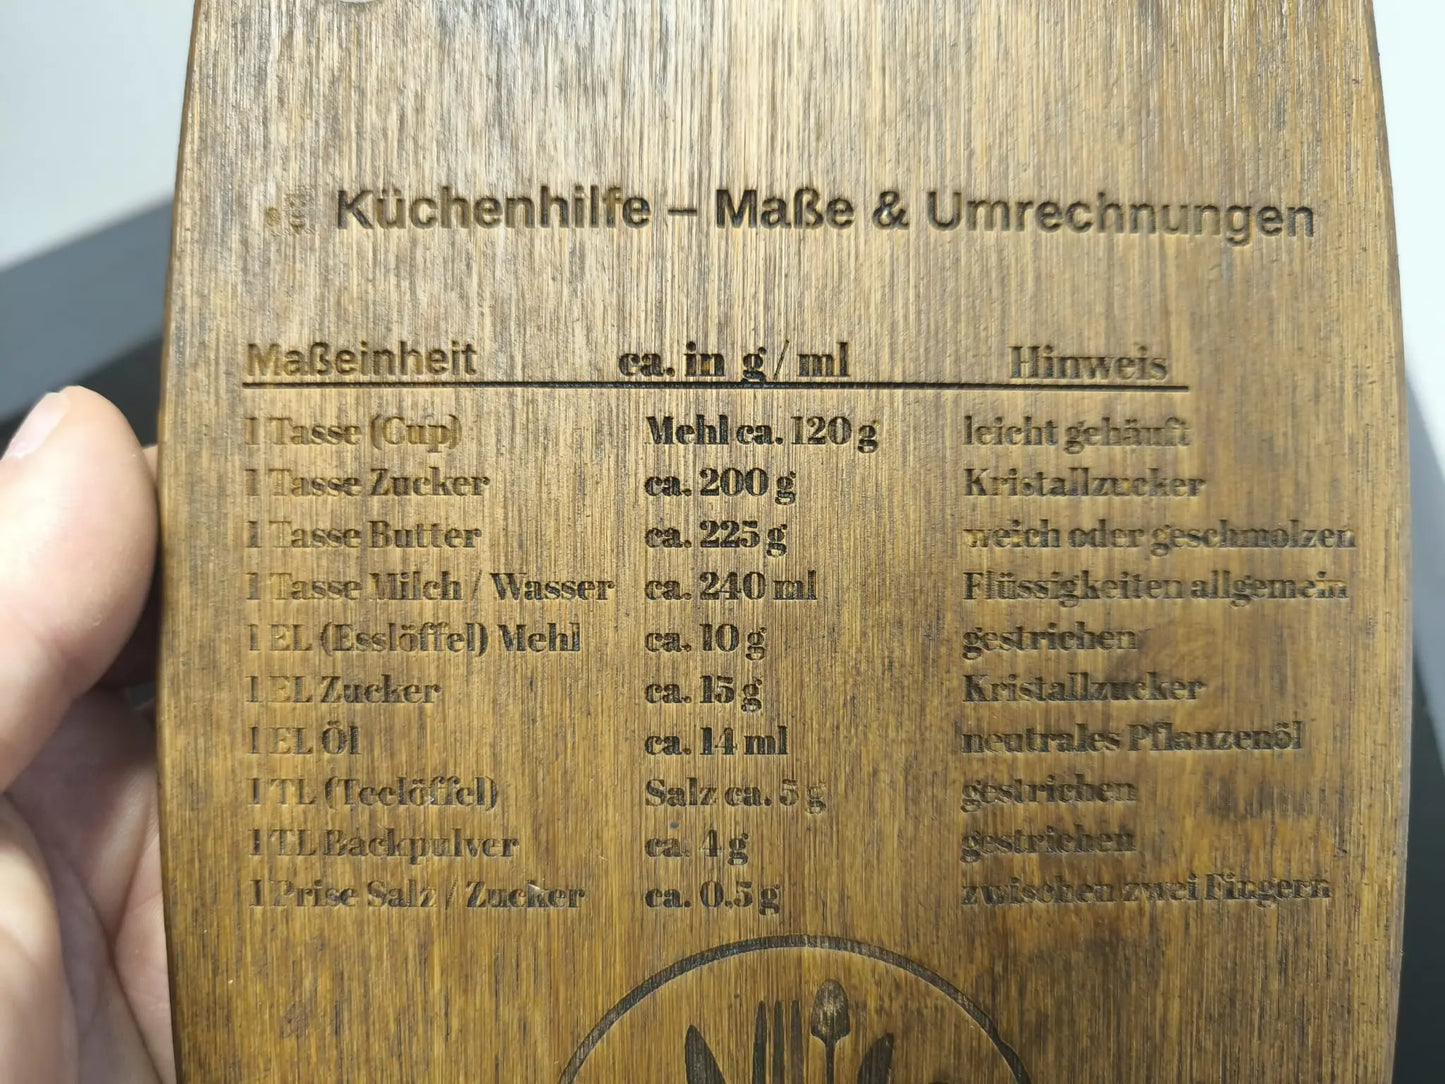 Küchenhilfe – Maße & Umrechnungen
Maßeinheit ca. in g / ml Hinweis
1 Tasse (Cup) Mehl ca. 120 g leicht gehäuft
1 Tasse Zucker ca. 200 g Kristallzucker
1 Tasse Butter ca. 225 g weich oder geschmolzen
1 Tasse Milch / Wasser ca. 240 ml Flüssigkeiten allgemein
1 EL (Esslöffel) Mehl ca. 10 g gestrichen
1 EL Zucker ca. 15 g Kristallzucker
1 EL Öl ca. 14 ml neutrales Pflanzenöl
1 TL (Teelöffel) Salz ca. 5 g gestrichen
1 TL Backpulver ca. 4 g gestrichen
1 Prise Salz / Zucker ca. 0.5 g zwischen zwei Fingern